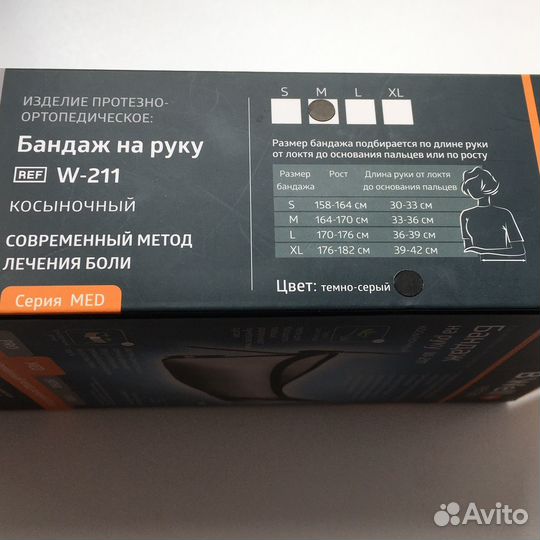 S M L XL
ИЗДЕЛИЕ ПРОТЕЗНО-
ОРТОПЕДИЧЕСКОЕ:
Бандаж на руку
REF W-211
КОСЫНОЧНЫЙ
СОВРЕМЕННЫЙ МЕТОД
ЛЕЧЕНИЯ БОЛИ
Серия MED
Размер бандажа подбирается по длине руки
от локтя до основания пальцев или по росту
Размер бандажа Рост Длина руки от локтя до основания пальцев
S 158-164 см 30-33 см
M 164-170 см 33-36 см
L 170-176 см 36-39 см
XL 176-182 см 39-42 см
Цвет: темно-серый
Бандаж
на руку
Avito